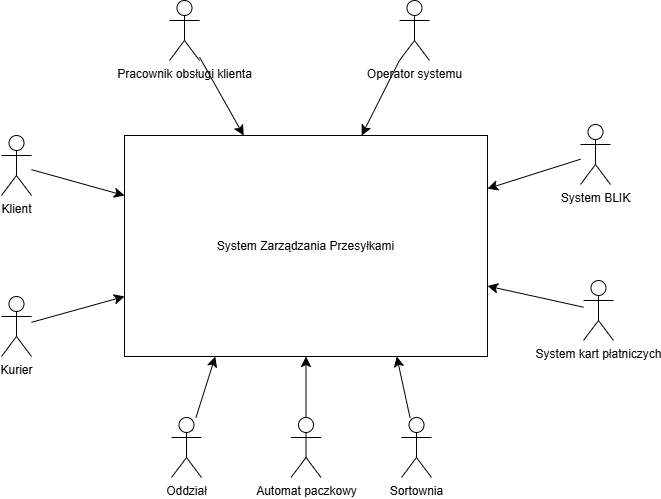 Pracownik obsługi klienta
Operator systemu
System BLIK
Klient
System Zarządzania Przesyłkami
System kart płatniczych
Kurier
Oddział
Automat paczkowy
Sortownia